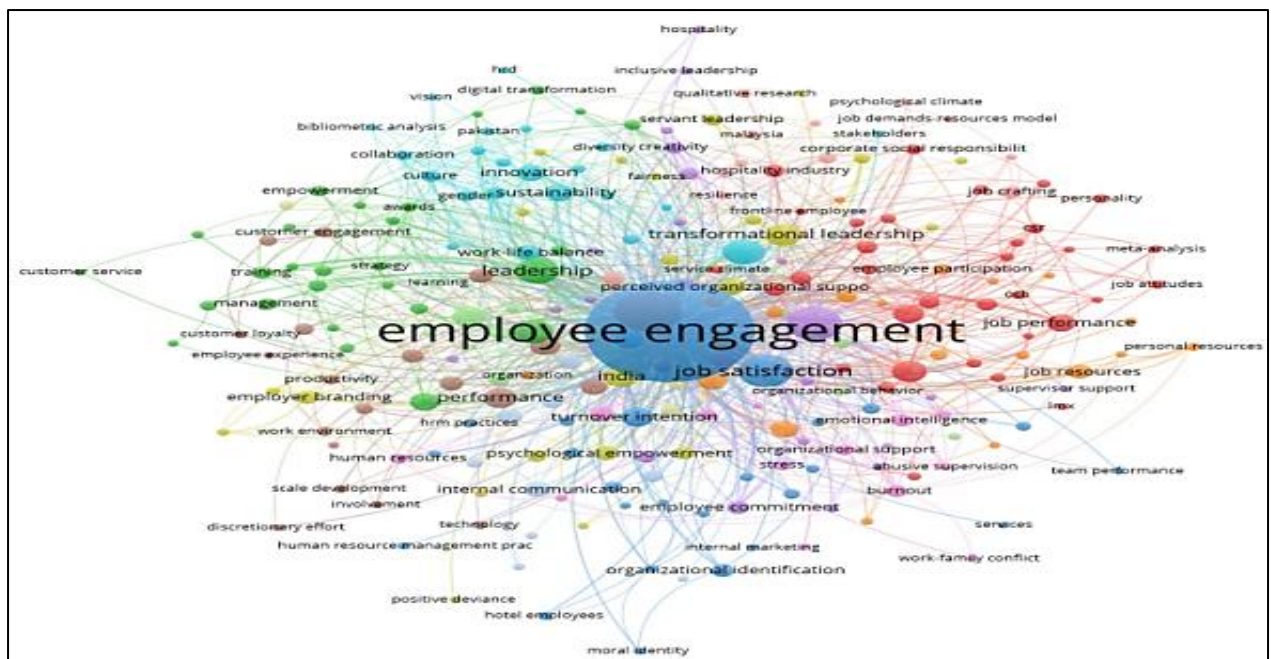 hospitality
hrd
inclusive leadership
vision
digital transformation
qualitative research
psychological climate
servant leadership
job demands-resources model
bibliometric analysis
pakistan
malaysia
stakeholders
collaboration
diversity
creativity
corporate social responsibilit
culture
innovation
fairness
hospitality industry
empowerment
gender
sustainability
resilience
job crafting
personality
awards
frontline employee
customer engagement
transformational leadership
csr
work-life balance
meta-analysis
customer service
training
strategy
leadership
service climate
employee participation
learning
perceived organizational suppo
job attitudes
management
ocb
customer loyalty
employee engagement
job performance
employee experience
personal resources
productivity
organization
india
job satisfaction
job resources
employer branding
performance
organizational behavior
supervisor support
lmx
work environment
hrm practices
turnover intention
emotional intelligence
human resources
psychological empowerment
organizational support
stress
abusive supervision
team performance
scale development
internal communication
burnout
involvement
employee commitment
discretionary effort
technology
services
human resource management prac
internal marketing
work-family conflict
organizational identification
positive deviance
hotel employees
moral identity